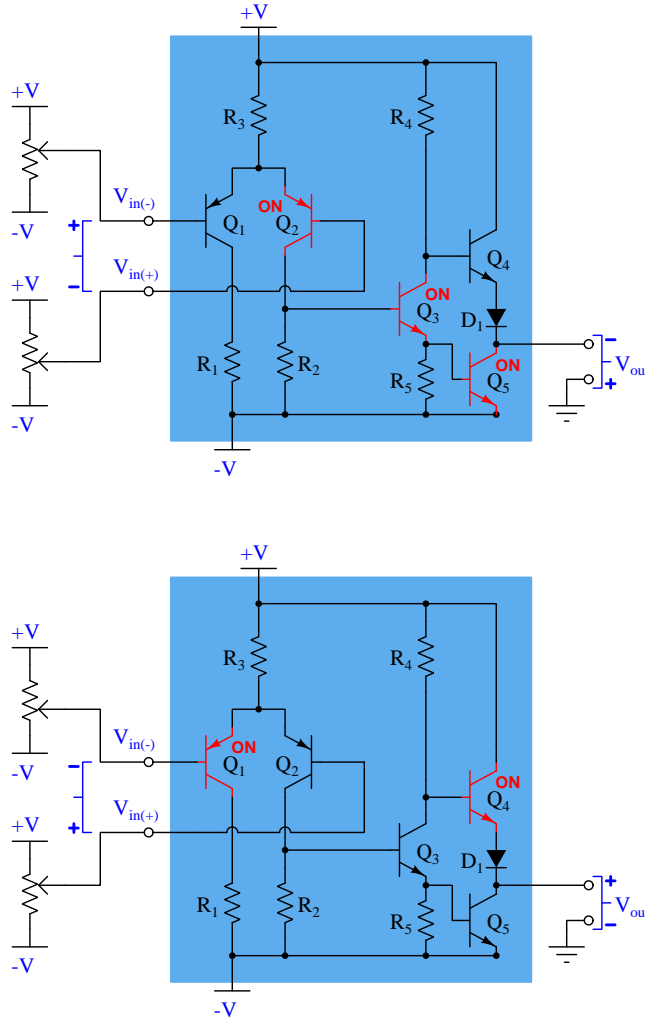 +V
R3
R4
+V
-V
Vin(-)
+
-
Vin(+)
Q1
ON
Q2
+V
-V
ON
Q3
Q4
D1
ON
Q5
R1
R2
R5
-
Vou
+
-V
+V
R3
R4
+V
-V
Vin(-)
-
+
Vin(+)
ON
Q1
Q2
+V
-V
ON
Q4
Q3
D1
R1
R2
R5
Q5
+
Vou
-
-V